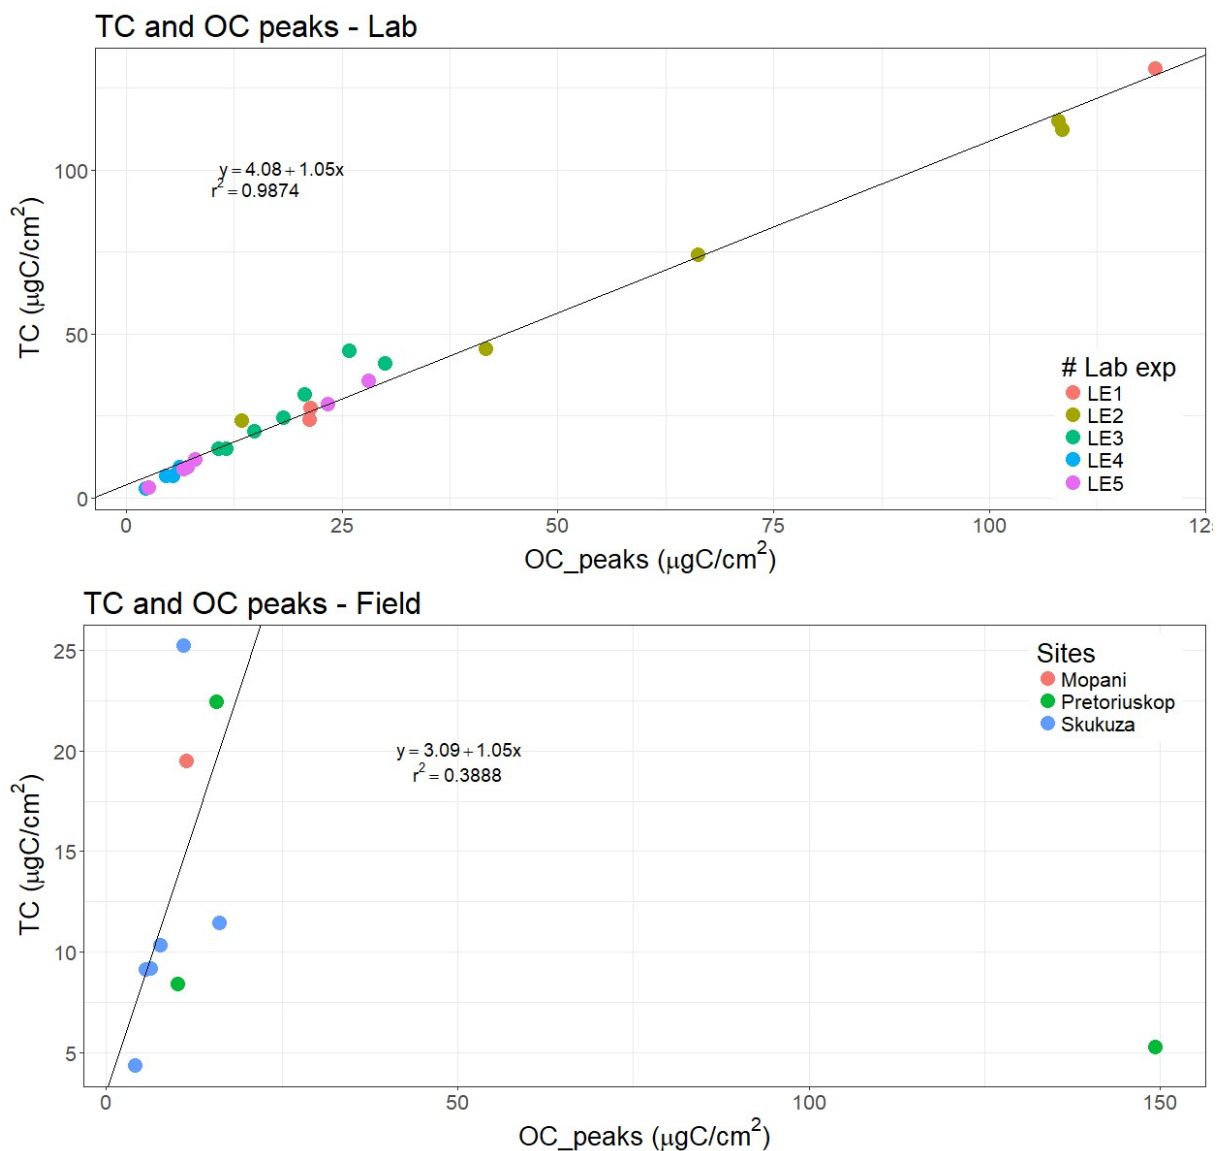 TC and OC peaks - Lab
TC (μgC/cm²)
100
50
0
y = 4.08 + 1.05x
r² = 0.9874
# Lab exp
LE1
LE2
LE3
LE4
LE5
0 25 50 75 100 12
OC_peaks (μgC/cm²)
TC and OC peaks - Field
TC (μgC/cm²)
25
20
15
10
5
y = 3.09 + 1.05x
r² = 0.3888
Sites
Mopani
Pretoriuskop
Skukuza
0 50 100 150
OC_peaks (μgC/cm²)